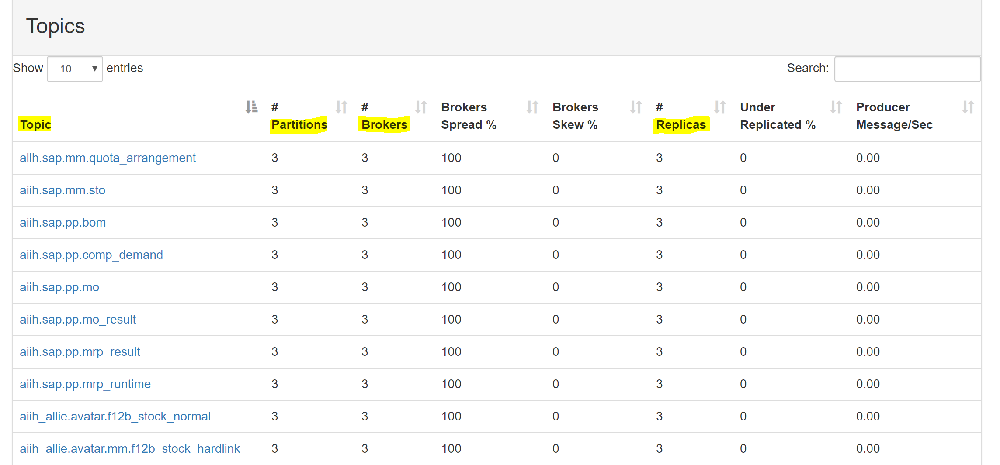 Topics
Show 10 entries Search:
Topic # Partitions # Brokers Brokers Spread % Brokers Skew % # Replicas Under Replicated % Producer Message/Sec
aiih.sap.mm.quota_arrangement 3 3 100 0 3 0 0.00
aiih.sap.mm.sto 3 3 100 0 3 0 0.00
aiih.sap.pp.bom 3 3 100 0 3 0 0.00
aiih.sap.pp.comp_demand 3 3 100 0 3 0 0.00
aiih.sap.pp.mo 3 3 100 0 3 0 0.00
aiih.sap.pp.mo_result 3 3 100 0 3 0 0.00
aiih.sap.pp.mrp_result 3 3 100 0 3 0 0.00
aiih.sap.pp.mrp_runtime 3 3 100 0 3 0 0.00
aiih_allie.avatar.f12b_stock_normal 3 3 100 0 3 0 0.00
aiih_allie.avatar.mm.f12b_stock_hardlink 3 3 100 0 3 0 0.00